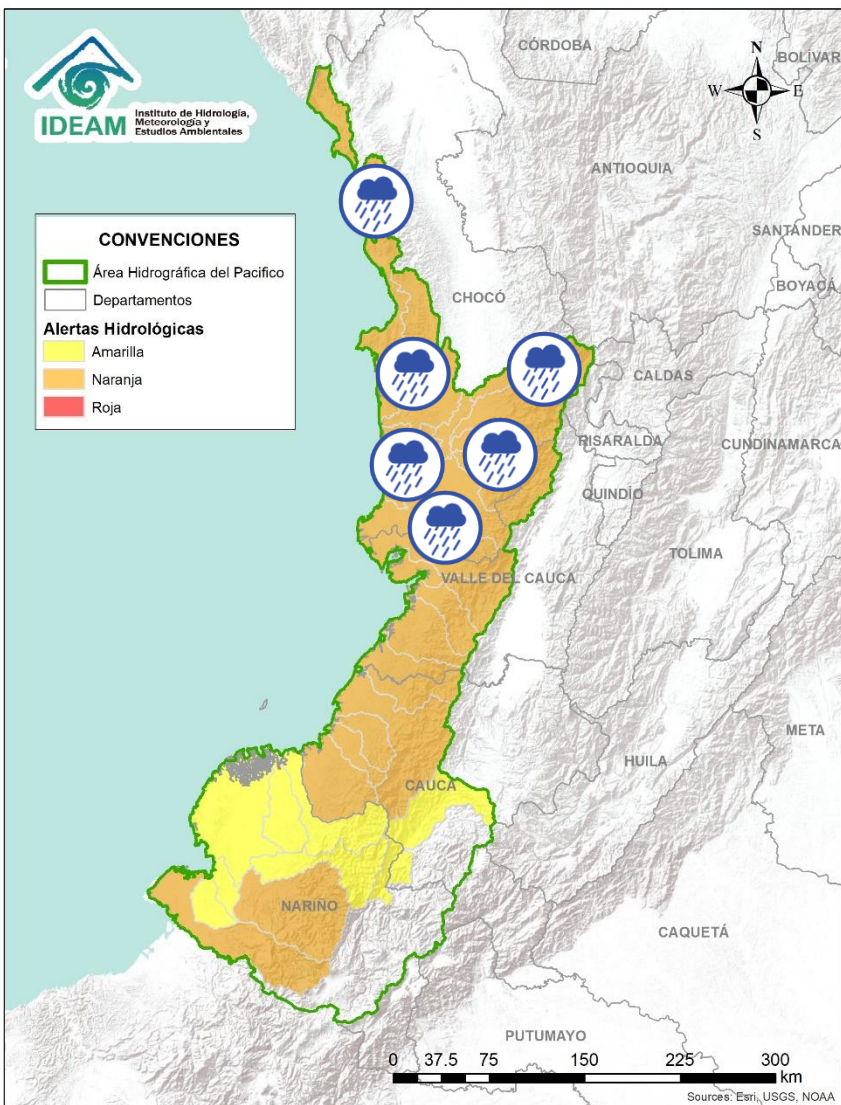 IDEAM
Instituto de Hidrología,
Meteorología y
Estudios Ambientales
CONVENCIONES
Área Hidrográfica del Pacifico
Departamentos
Alertas Hidrológicas
Amarilla
Naranja
Roja
N
W
E
S
CÓRDOBA
BOLÍVAR
ANTIOQUIA
SANTÁNDER
BOYACÁ
CHOCÓ
CALDAS
RISARALDA
CUNDINAMARCA
QUINDÍO
TOLIMA
VALLE DEL CAUCA
META
HUILA
CAUCA
NARIÑO
CAQUETÁ
PUTUMAYO
0 37.5 75 150 225 300
km
Sources: Esri, USGS, NOAA